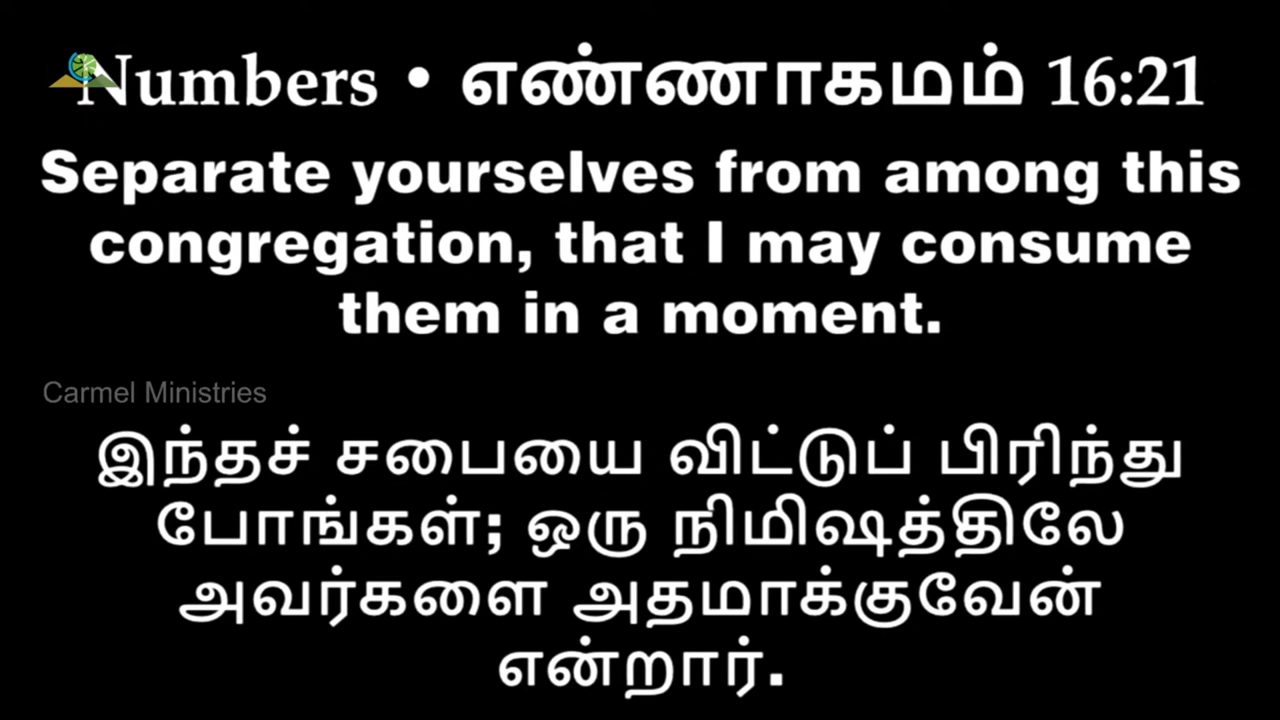 Numbers • எண்ணாகமம் 16:21
Separate yourselves from among this
congregation, that I may consume
them in a moment.
Carmel Ministries
இந்தச் சபையை விட்டுப் பிரிந்து
போங்கள்; ஒரு நிமிஷத்திலே
அவர்களை அதமாக்குவேன்
என்றார்.